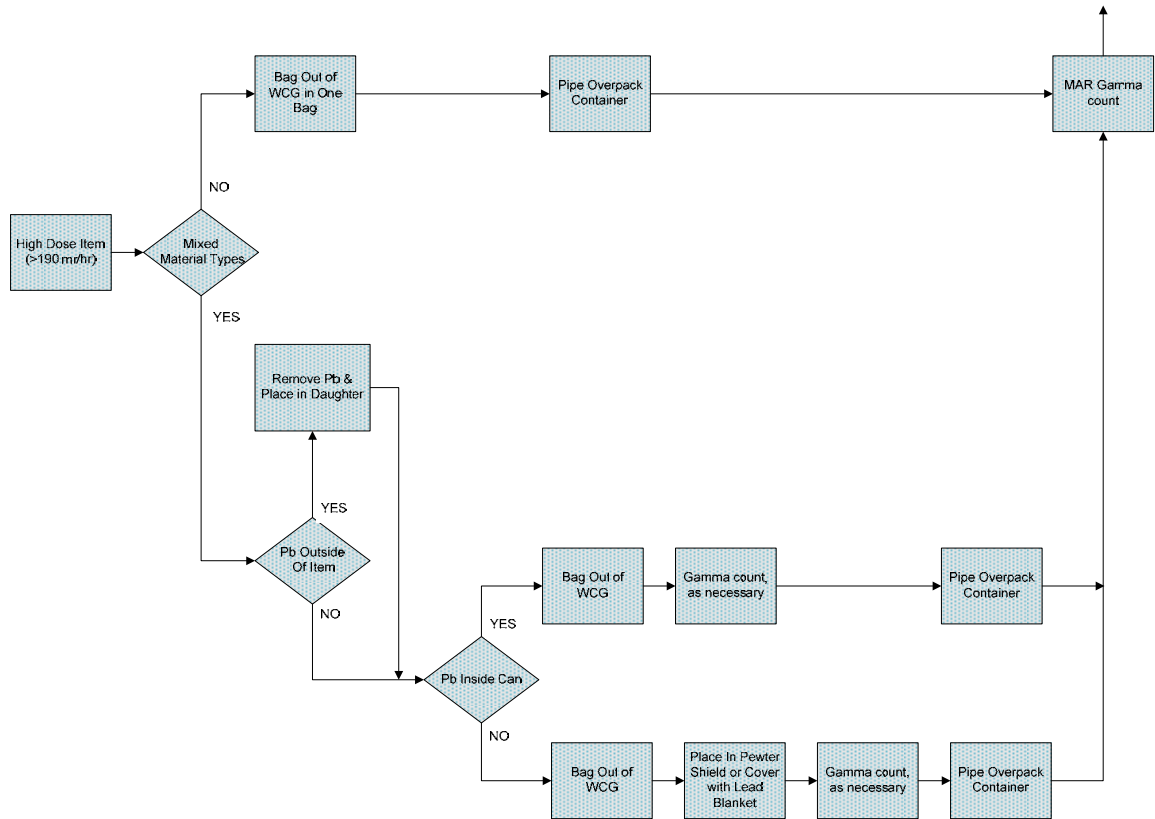 Bag Out of
WCG in One
Bag
Pipe Overpack
Container
MAR Gamma
count
NO
High Dose Item
(>190 mr/hr)
Mixed
Material Types
YES
Remove Pb &
Place in Daughter
YES
Pb Outside
Of Item
NO
Bag Out of
WCG
Gamma count,
as necessary
Pipe Overpack
Container
YES
Pb Inside Can
NO
Bag Out of
WCG
Place In Pewter
Shield or Cover
with Lead
Blanket
Gamma count,
as necessary
Pipe Overpack
Container